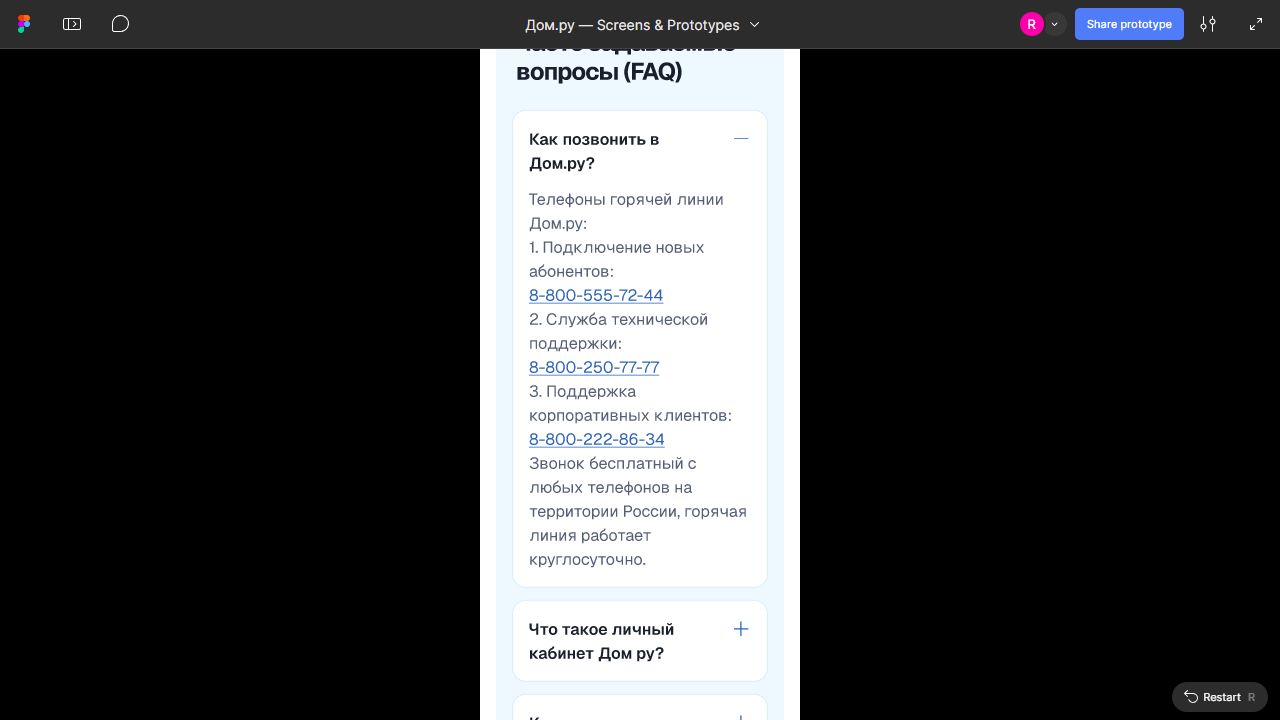 Дом.ру — Screens & Prototypes
R
Share prototype
вопросы (FAQ)
Как позвонить в
Дом.ру?
Телефоны горячей линии
Дом.ру:
1. Подключение новых
абонентов:
8-800-555-72-44
2. Служба технической
поддержки:
8-800-250-77-77
3. Поддержка
корпоративных клиентов:
8-800-222-86-34
Звонок бесплатный с
любых телефонов на
территории России, горячая
линия работает
круглосуточно.
Что такое личный
кабинет Дом ру?
Restart R